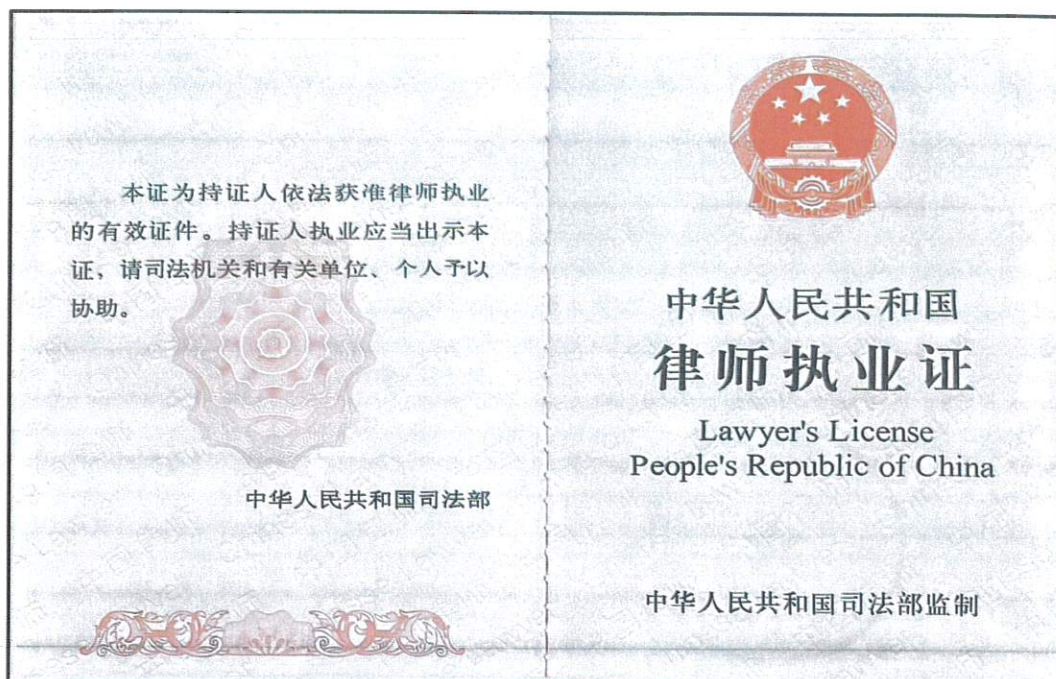 本证为持证人依法获准律师执业
的有效证件。持证人执业应当出示本
证、请司法机关和有关单位、个人予以
协助。
中华人民共和国司法部
中华人民共和国
律师执业证
Lawyer's License
People's Republic of China
中华人民共和国司法部监制